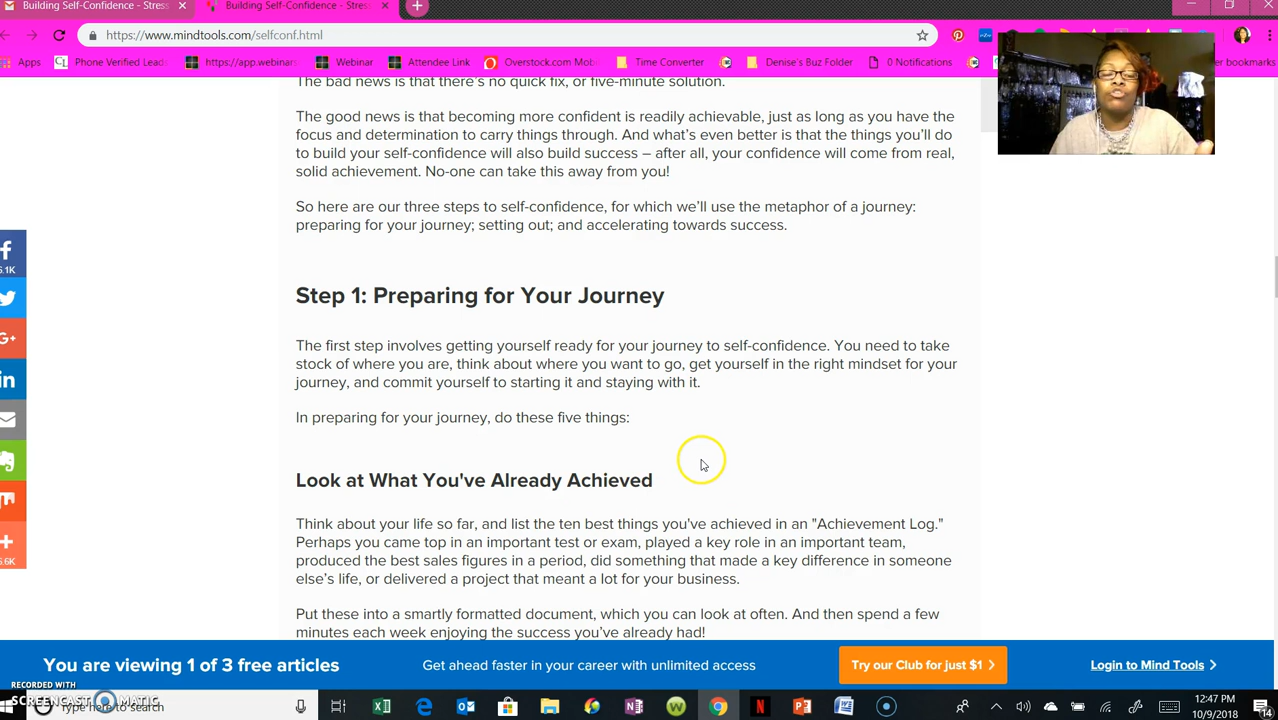 Building Self-Confidence - Stress
Building Self-Confidence - Stress
https://www.mindtools.com/selfconf.html
Apps
Phone Verified Leads
https://app.webinars
Webinar
Attendee Link
Overstock.com Mob
Time Converter
Denise's Buz Folder
0 Notifications
er bookmarks
The bad news is that there's no quick fix, or five-minute solution.
The good news is that becoming more confident is readily achievable, just as long as you have the
focus and determination to carry things through. And what's even better is that the things you'll do
to build your self-confidence will also build success – after all, your confidence will come from real,
solid achievement. No-one can take this away from you!
So here are our three steps to self-confidence, for which we'll use the metaphor of a journey:
preparing for your journey; setting out; and accelerating towards success.
Step 1: Preparing for Your Journey
The first step involves getting yourself ready for your journey to self-confidence. You need to take
stock of where you are, think about where you want to go, get yourself in the right mindset for your
journey, and commit yourself to starting it and staying with it.
In preparing for your journey, do these five things:
Look at What You've Already Achieved
Think about your life so far, and list the ten best things you've achieved in an "Achievement Log."
Perhaps you came top in an important test or exam, played a key role in an important team,
produced the best sales figures in a period, did something that made a key difference in someone
else's life, or delivered a project that meant a lot for your business.
Put these into a smartly formatted document, which you can look at often. And then spend a few
minutes each week enjoying the success you've already had!
You are viewing 1 of 3 free articles
Get ahead faster in your career with unlimited access
Try our Club for just $1
Login to Mind Tools
RECORDED WITH
SCREENCAST MATIC
Type here to search
12:47 PM
10/9/2018
14